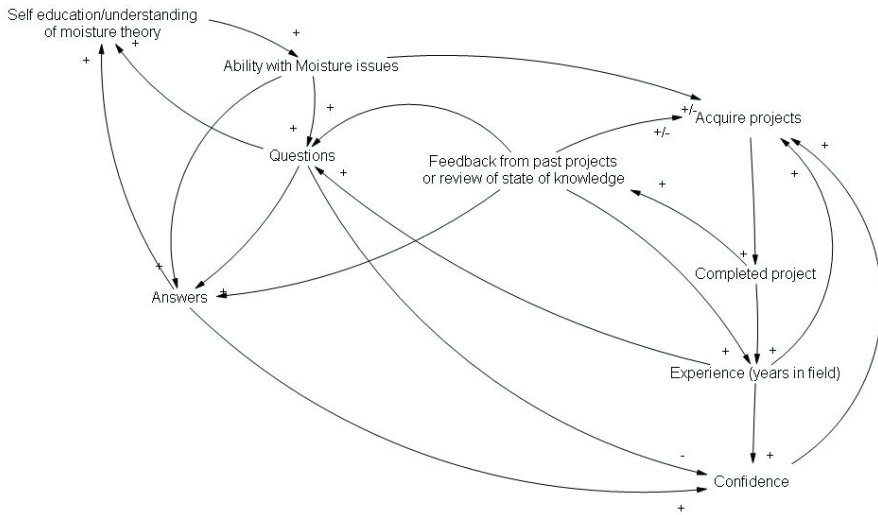 Self education/understanding
of moisture theory
+
+
+
Ability with Moisture issues
+
+
Questions
+
Feedback from past projects
or review of state of knowledge
+/-
+/-
Acquire projects
+
+
+
+
Completed project
+
+
Answers
+
+
Experience (years in field)
-
+
Confidence
+